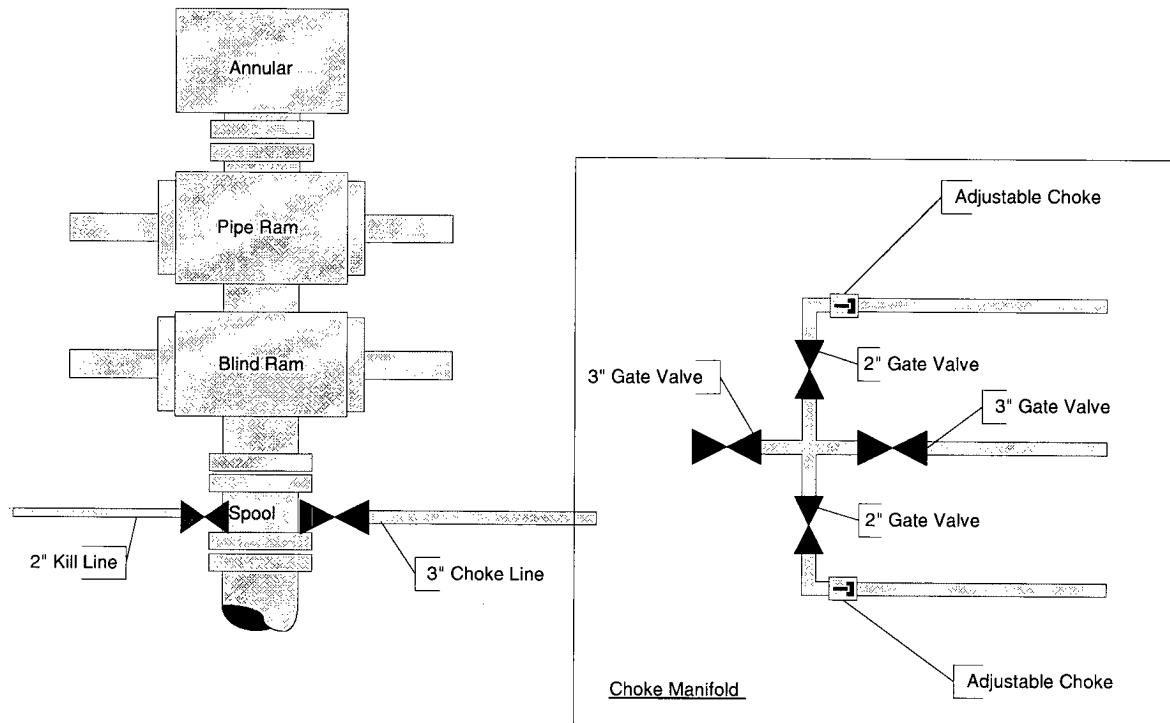 Annular
Pipe Ram
Blind Ram
Spool
2" Kill Line
3" Choke Line
Adjustable Choke
2" Gate Valve
3" Gate Valve
3" Gate Valve
2" Gate Valve
Adjustable Choke
Choke Manifold